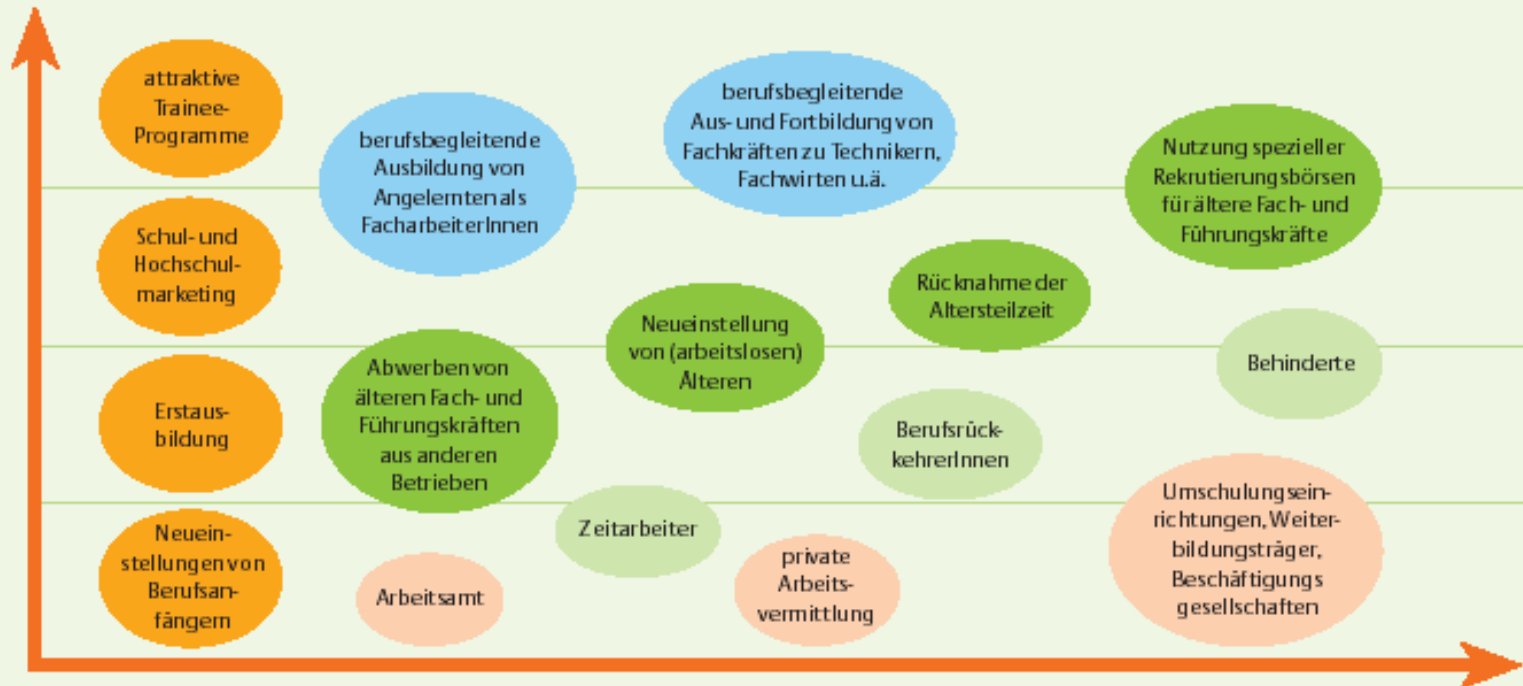 attraktive
Trainee-
Programme
berufsbegleitende
Ausbildung von
Angelernten als
FacharbeiterInnen
berufsbegleitende
Aus- und Fortbildung von
Fachkräften zu Technikern,
Fachwirten u.ä.
Nutzung spezieller
Rekrutierungsbörsen
für ältere Fach- und
Führungskräfte
Schul- und
Hochschul-
marketing
Neueinstellung
von (arbeitslosen)
Älteren
Rücknahme der
Altersteilzeit
Behinderte
Erstaus-
bildung
Abwerben von
älteren Fach- und
Führungskräften
aus anderen
Betrieben
Berufsrück-
kehrerInnen
Neuein-
stellungen von
Berufsan-
fängern
Arbeitsamt
Zeitarbeiter
private
Arbeits-
vermittlung
Umschulungsein-
richtungen, Weiter-
bildungsträger,
Beschäftigungs
gesellschaften